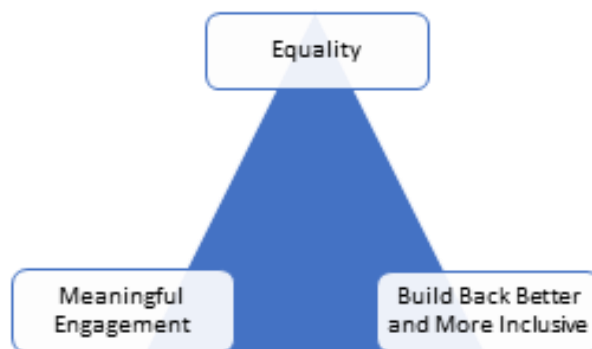 Equality
Meaningful
Engagement
Build Back Better
and More Inclusive